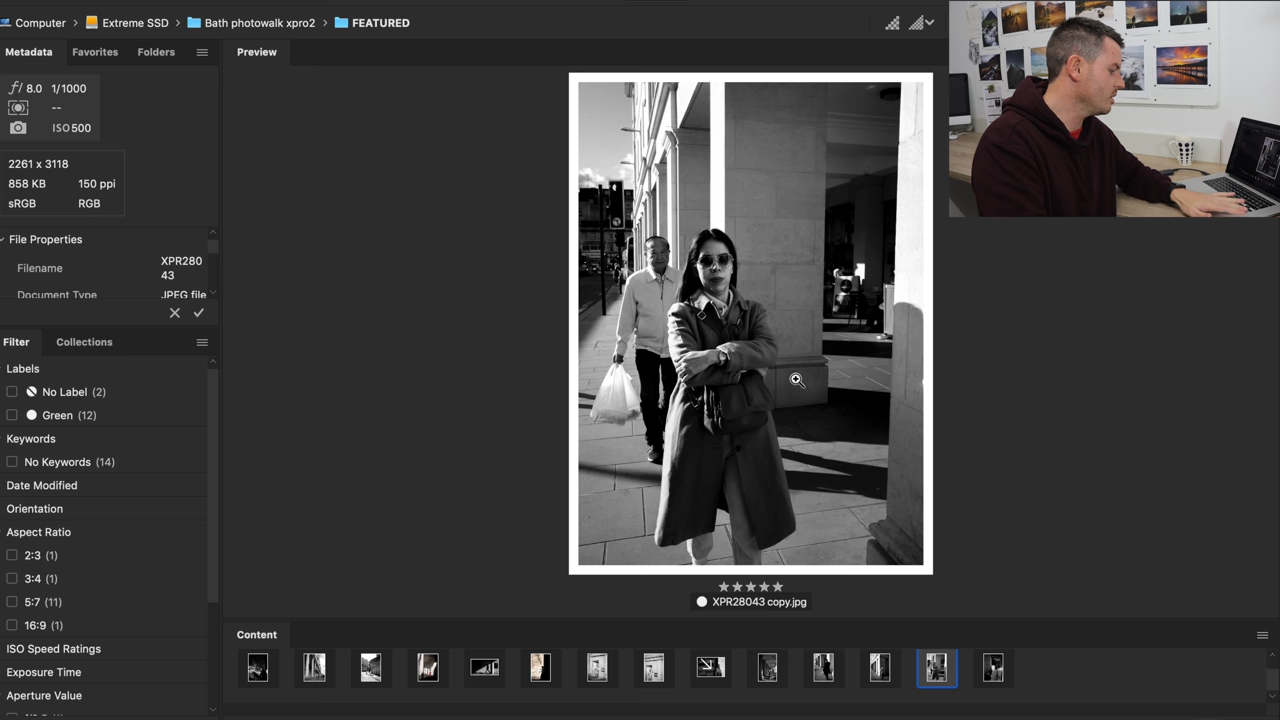 Computer > Extreme SSD > Bath photowalk xpro2 > FEATURED
Metadata Favorites Folders
Preview
f/ 8.0 1/1000
--
ISO 500
2261 x 3118
858 KB 150 ppi
sRGB RGB
File Properties
Filename XPR280
43
Document Type JPEG file
Filter Collections
Labels
No Label (2)
Green (12)
Keywords
No Keywords (14)
Date Modified
Orientation
Aspect Ratio
2:3 (1)
3:4 (1)
5:7 (11)
16:9 (1)
ISO Speed Ratings
Exposure Time
Aperture Value
XPR28043 copy.jpg
Content